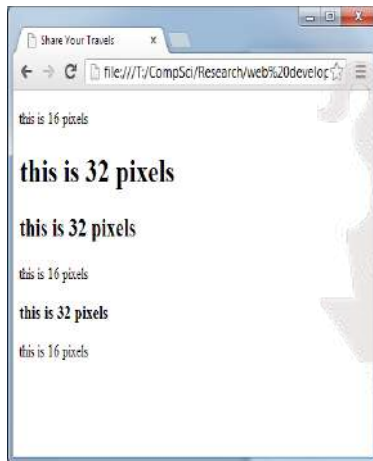 Share Your Travels
file:///T:/CompSci/Research/web%20develop
this is 16 pixels
this is 32 pixels
this is 32 pixels
this is 16 pixels
this is 32 pixels
this is 16 pixels